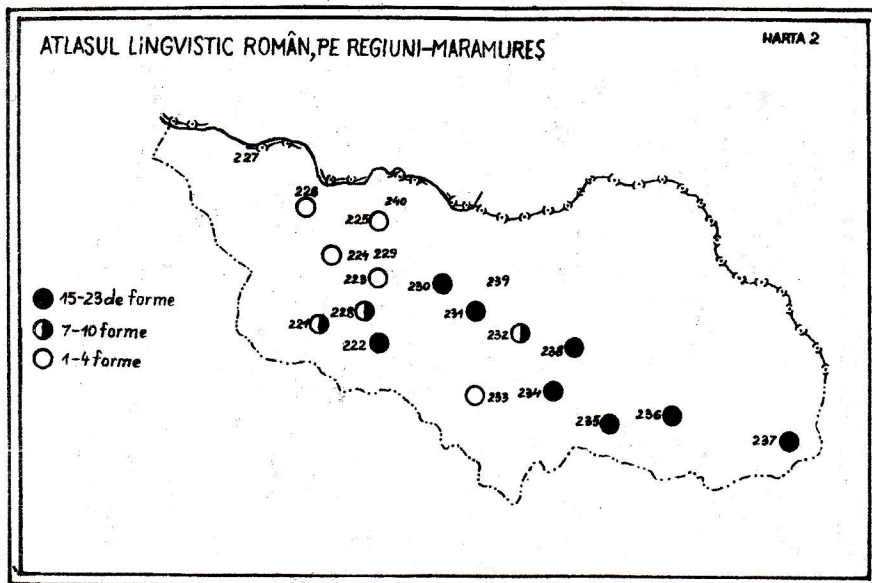 ATLASUL LINGVISTIC ROMÂN, PE REGIUNI-MARAMUREȘ
HARTA 2
227
226
240
225
224 229
223
230 239
15-23 de forme
228 231
7-10 forme
221 232
222 238
1-4 forme
233 234
235 236
237